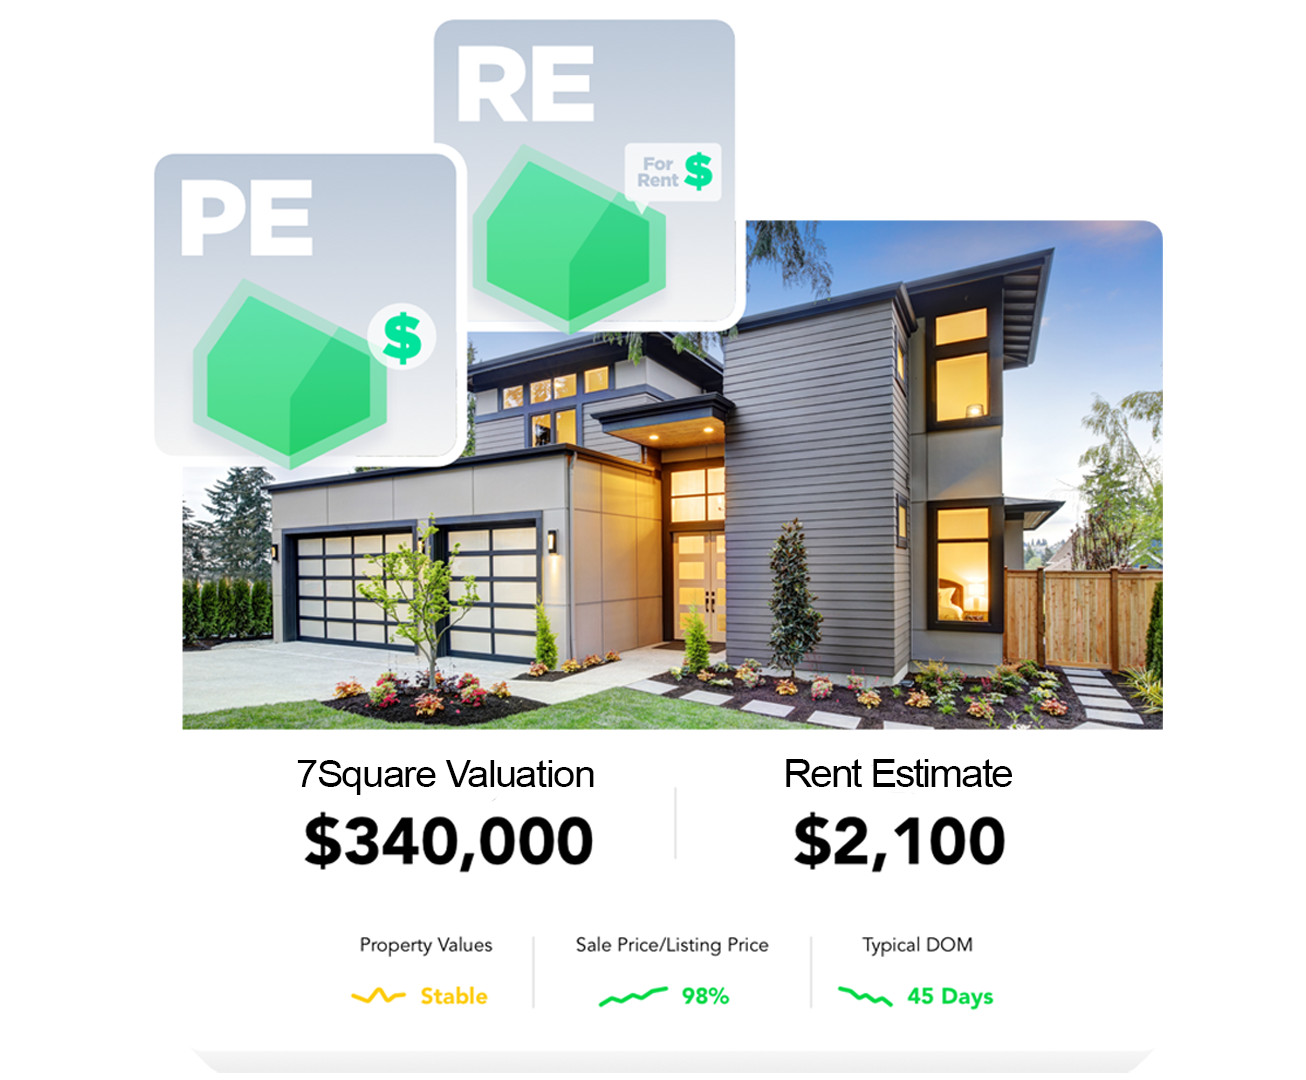 RE
For
Rent $
PE
$
7Square Valuation
Rent Estimate
$340,000
$2,100
Property Values
Sale Price/Listing Price
Typical DOM
Stable
98%
45 Days